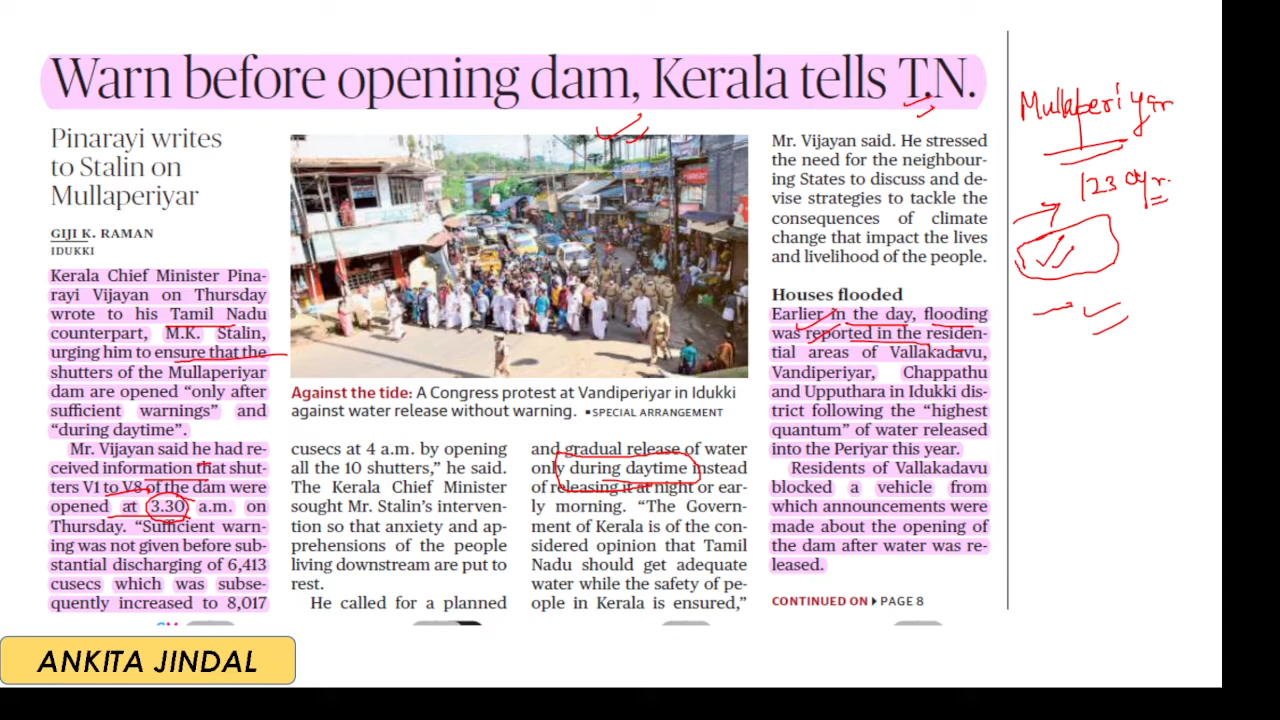 Warn before opening dam, Kerala tells T.N.
Pinarayi writes
to Stalin on
Mullaperiyar
GIJI K. RAMAN
IDUKKI
Kerala Chief Minister Pina-
rayi Vijayan on Thursday
wrote to his Tamil Nadu
counterpart, M.K. Stalin,
urging him to ensure that the
shutters of the Mullaperiyar
dam are opened “only after
sufficient warnings” and
“during daytime”.
Mr. Vijayan said he had re-
ceived information that shut-
ters V1 to V8 of the dam were
opened at 3.30 a.m. on
Thursday. “Sufficient warn-
ing was not given before sub-
stantial discharging of 6,413
cusecs which was subse-
quently increased to 8,017
Against the tide: A Congress protest at Vandiperiyar in Idukki
against water release without warning. ▪SPECIAL ARRANGEMENT
cusecs at 4 a.m. by opening
all the 10 shutters,” he said.
The Kerala Chief Minister
sought Mr. Stalin’s interven-
tion so that anxiety and ap-
prehensions of the people
living downstream are put to
rest.
He called for a planned
and gradual release of water
only during daytime instead
of releasing it at night or ear-
ly morning. “The Govern-
ment of Kerala is of the con-
sidered opinion that Tamil
Nadu should get adequate
water while the safety of pe-
ople in Kerala is ensured,”
Mr. Vijayan said. He stressed
the need for the neighbour-
ing States to discuss and de-
vise strategies to tackle the
consequences of climate
change that impact the lives
and livelihood of the people.
Houses flooded
Earlier in the day, flooding
was reported in the residen-
tial areas of Vallakadavu,
Vandiperiyar, Chappathu
and Upputhara in Idukki dis-
trict following the “highest
quantum” of water released
into the Periyar this year.
Residents of Vallakadavu
blocked a vehicle from
which announcements were
made about the opening of
the dam after water was re-
leased.
CONTINUED ON ▸ PAGE 8
Mullaperiyar
123 yr.
ANKITA JINDAL